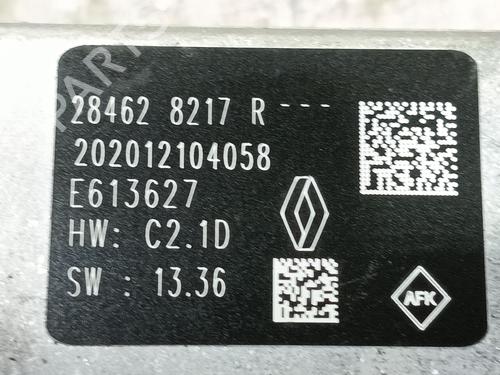 28462 8217 R ---
202012104058
E613627
HW: C2.1D
SW : 13.36
AFK